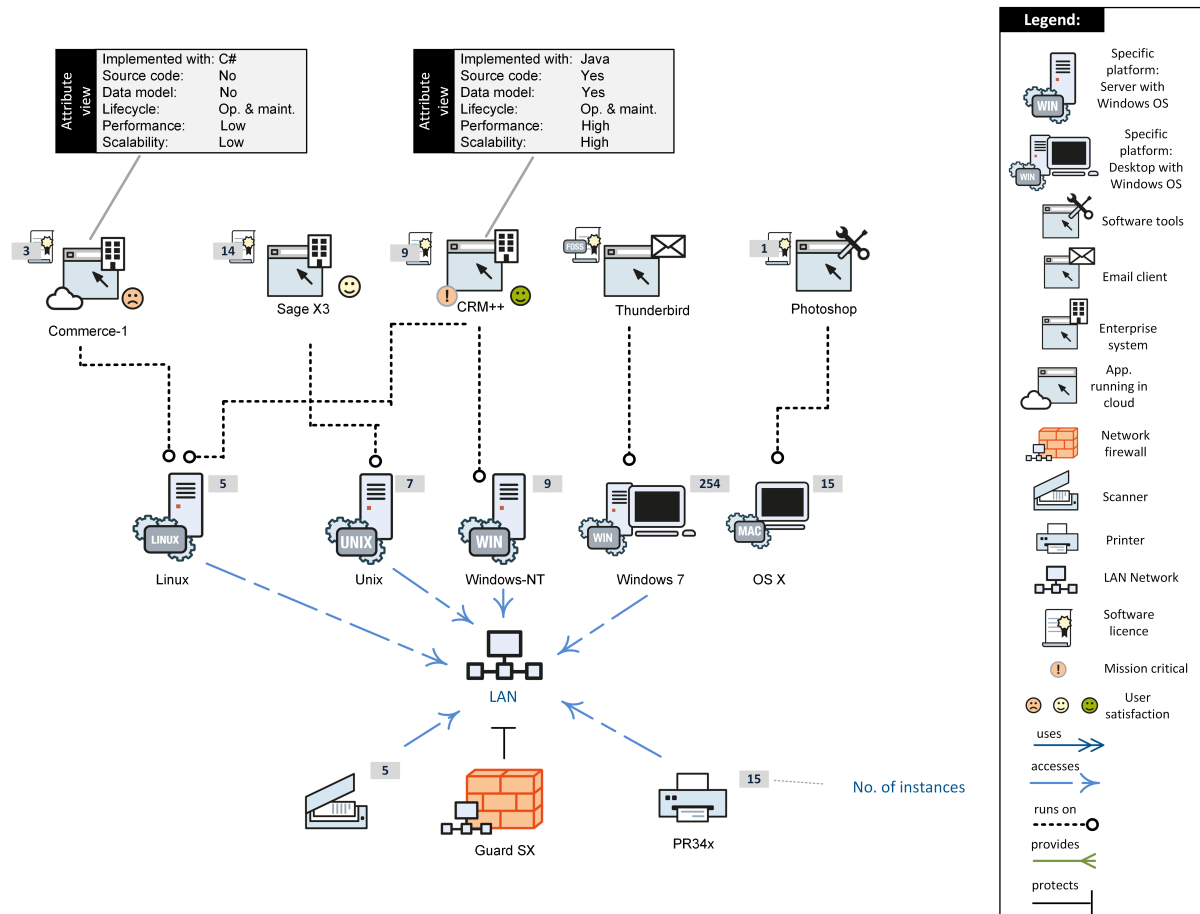 Legend:
Attribute view
Implemented with: C#
Source code: No
Data model: No
Lifecycle: Op. & maint.
Performance: Low
Scalability: Low
Attribute view
Implemented with: Java
Source code: Yes
Data model: Yes
Lifecycle: Op. & maint.
Performance: High
Scalability: High
3
14
9
FOSS
1
!
Commerce-1
Sage X3
CRM++
Thunderbird
Photoshop
5
7
9
254
15
LINUX
UNIX
WIN
WIN
MAC
Linux
Unix
Windows-NT
Windows 7
OS X
LAN
5
15
No. of instances
Guard SX
PR34x
WIN
Specific
platform:
Server with
Windows OS
WIN
Specific
platform:
Desktop with
Windows OS
Software tools
Email client
Enterprise
system
App.
running in
cloud
Network
firewall
Scanner
Printer
LAN Network
Software
licence
!
Mission critical
User
satisfaction
uses
accesses
runs on
provides
protects